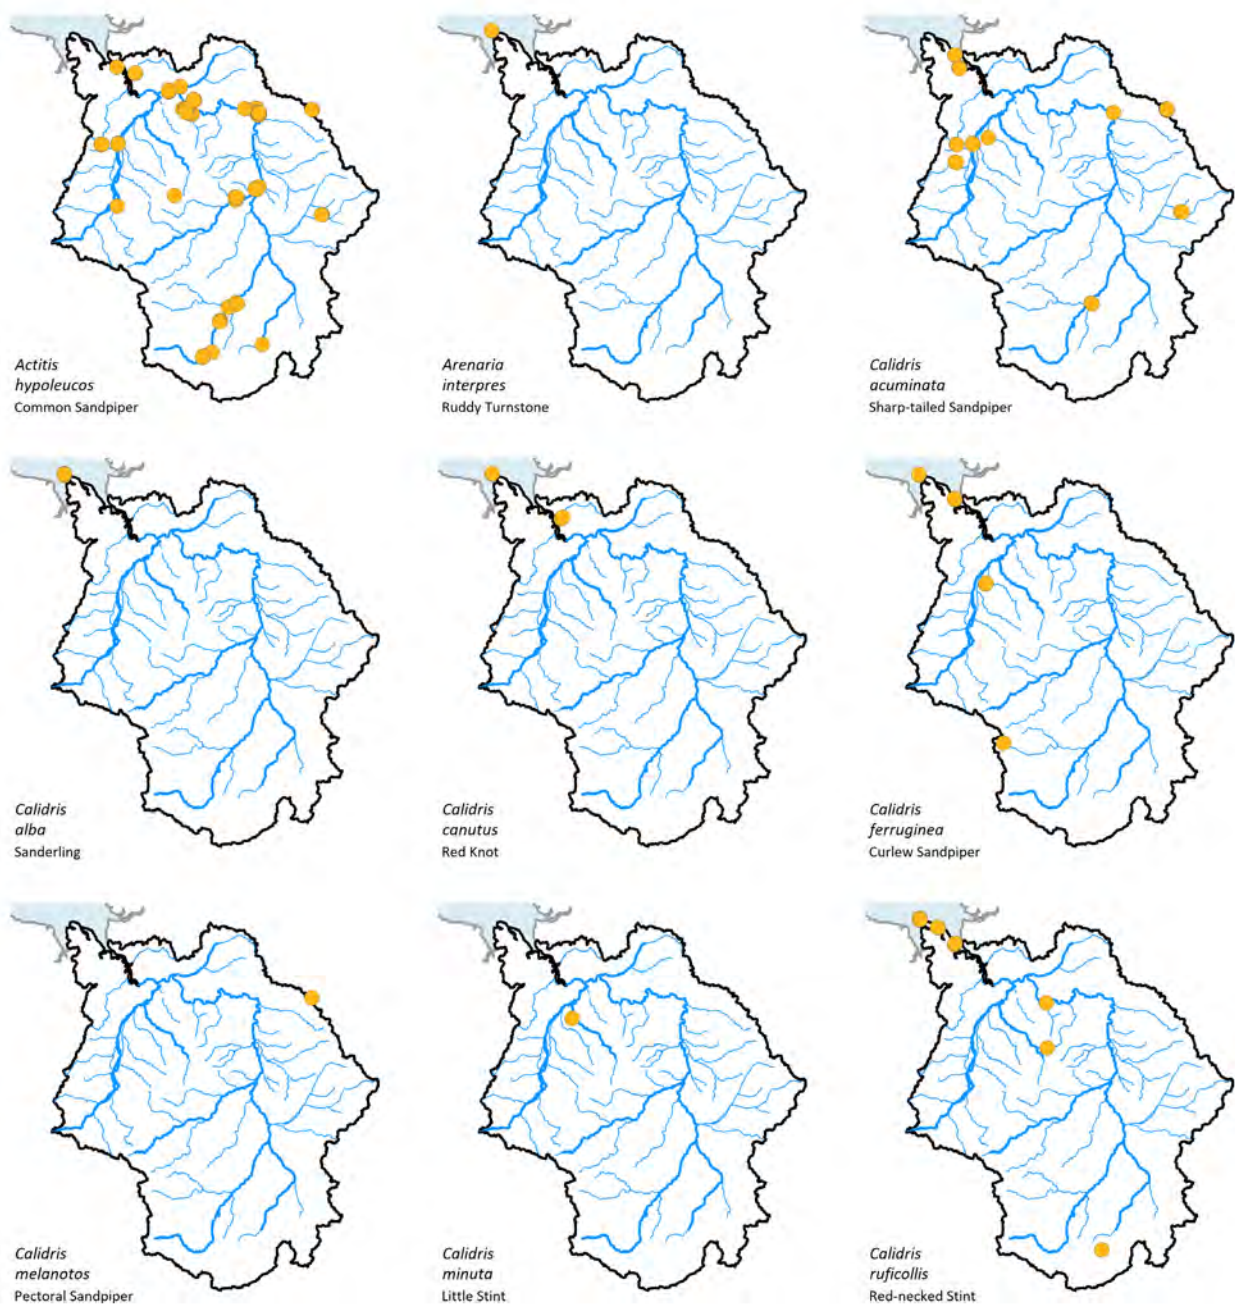 Actitis
hypoleucos
Common Sandpiper
Arenaria
interpres
Ruddy Turnstone
Calidris
acuminata
Sharp-tailed Sandpiper
Calidris
alba
Sanderling
Calidris
canutus
Red Knot
Calidris
ferruginea
Curlew Sandpiper
Calidris
melanotos
Pectoral Sandpiper
Calidris
minuta
Little Stint
Calidris
ruficollis
Red-necked Stint